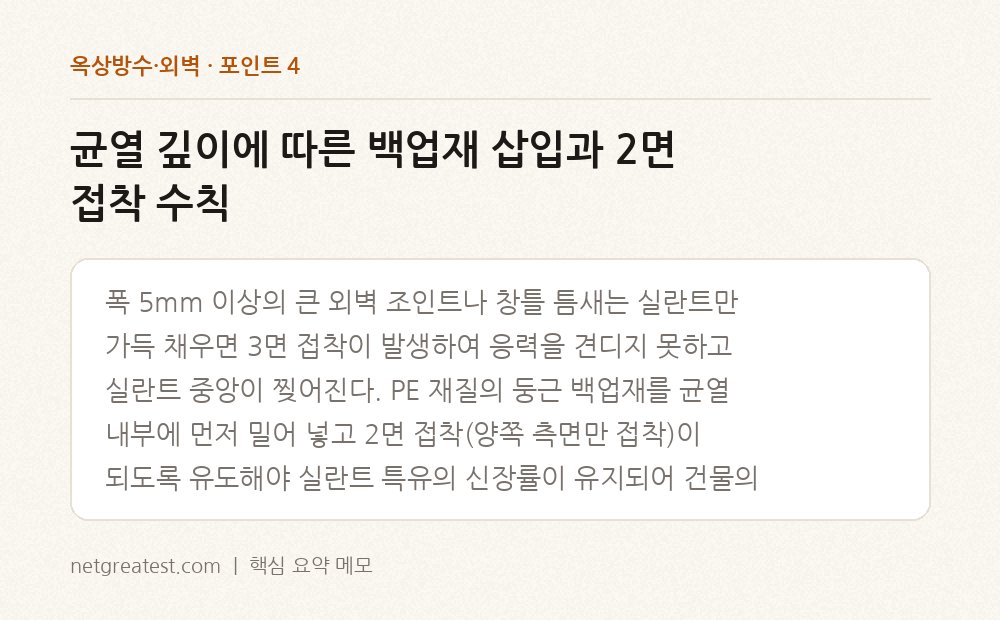 옥상방수·외벽 · 포인트 4
균열 깊이에 따른 백업재 삽입과 2면
접착 수칙
폭 5mm 이상의 큰 외벽 조인트나 창틀 틈새는 실란트만
가득 채우면 3면 접착이 발생하여 응력을 견디지 못하고
실란트 중앙이 찢어진다. PE 재질의 둥근 백업재를 균열
내부에 먼저 밀어 넣고 2면 접착(양쪽 측면만 접착)이
되도록 유도해야 실란트 특유의 신장률이 유지되어 건물의
netgreatest.com | 핵심 요약 메모